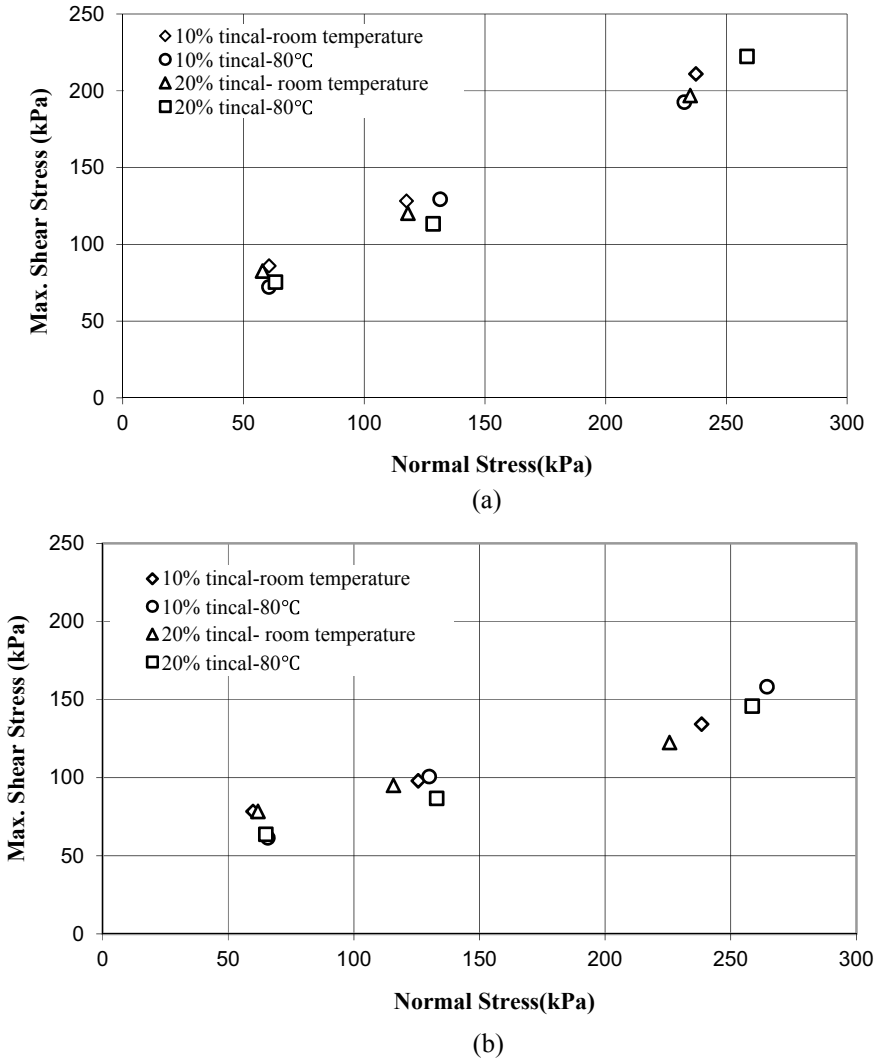 250
200
150
100
50
0
Max. Shear Stress (kPa)
10% tincal-room temperature
10% tincal-80℃
20% tincal- room temperature
20% tincal-80℃
0 50 100 150 200 250 300
Normal Stress(kPa)
(a)
250
200
150
100
50
0
Max. Shear Stress (kPa)
10% tincal-room temperature
10% tincal-80℃
20% tincal- room temperature
20% tincal-80℃
0 50 100 150 200 250 300
Normal Stress(kPa)
(b)